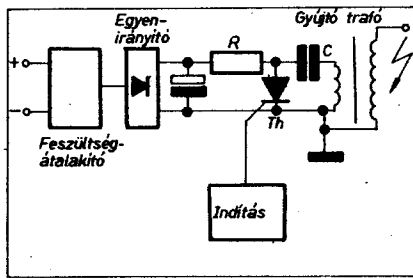 Egyen-
irányító
Gyújtó trafó
R
C
+
−
Th
Feszültség-
átalakító
Indítás